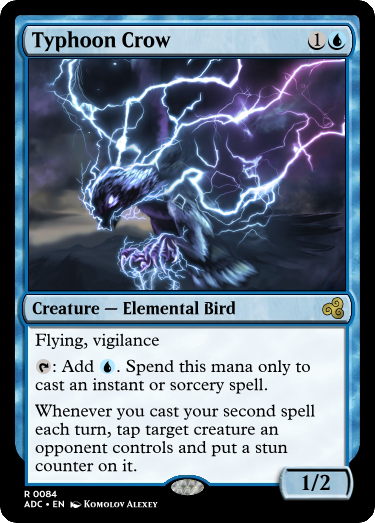 Typhoon Crow 1
Creature — Elemental Bird
Flying, vigilance
: Add . Spend this mana only to
cast an instant or sorcery spell.
Whenever you cast your second spell
each turn, tap target creature an
opponent controls and put a stun
counter on it.
1/2
R 0084
ADC • EN Komolov Alexey